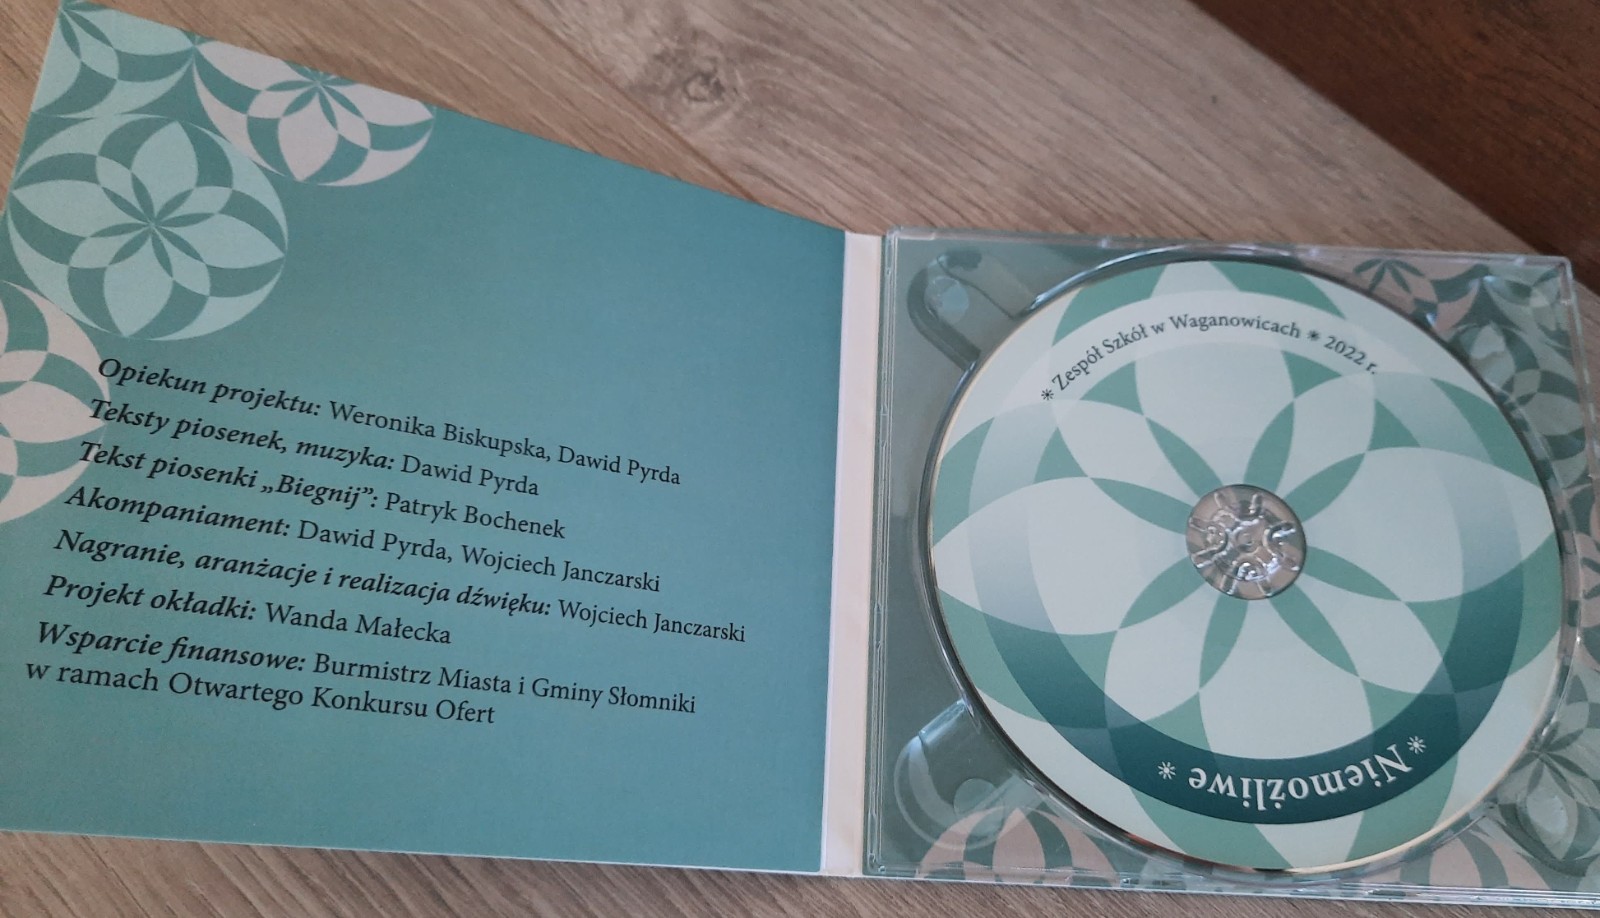 Opiekun projektu: Weronika Biskupska, Dawid Pyrda
Teksty piosenek, muzyka: Dawid Pyrda
Tekst piosenki „Biegnij”: Patryk Bochenek
Akompaniament: Dawid Pyrda, Wojciech Janczarski
Nagranie, aranżacje i realizacja dźwięku: Wojciech Janczarski
Projekt okładki: Wanda Małecka
Wsparcie finansowe: Burmistrz Miasta i Gminy Słomniki
w ramach Otwartego Konkursu Ofert
* Zespół Szkół w Waganowicach * 2022 r.
* Niemożliwe *